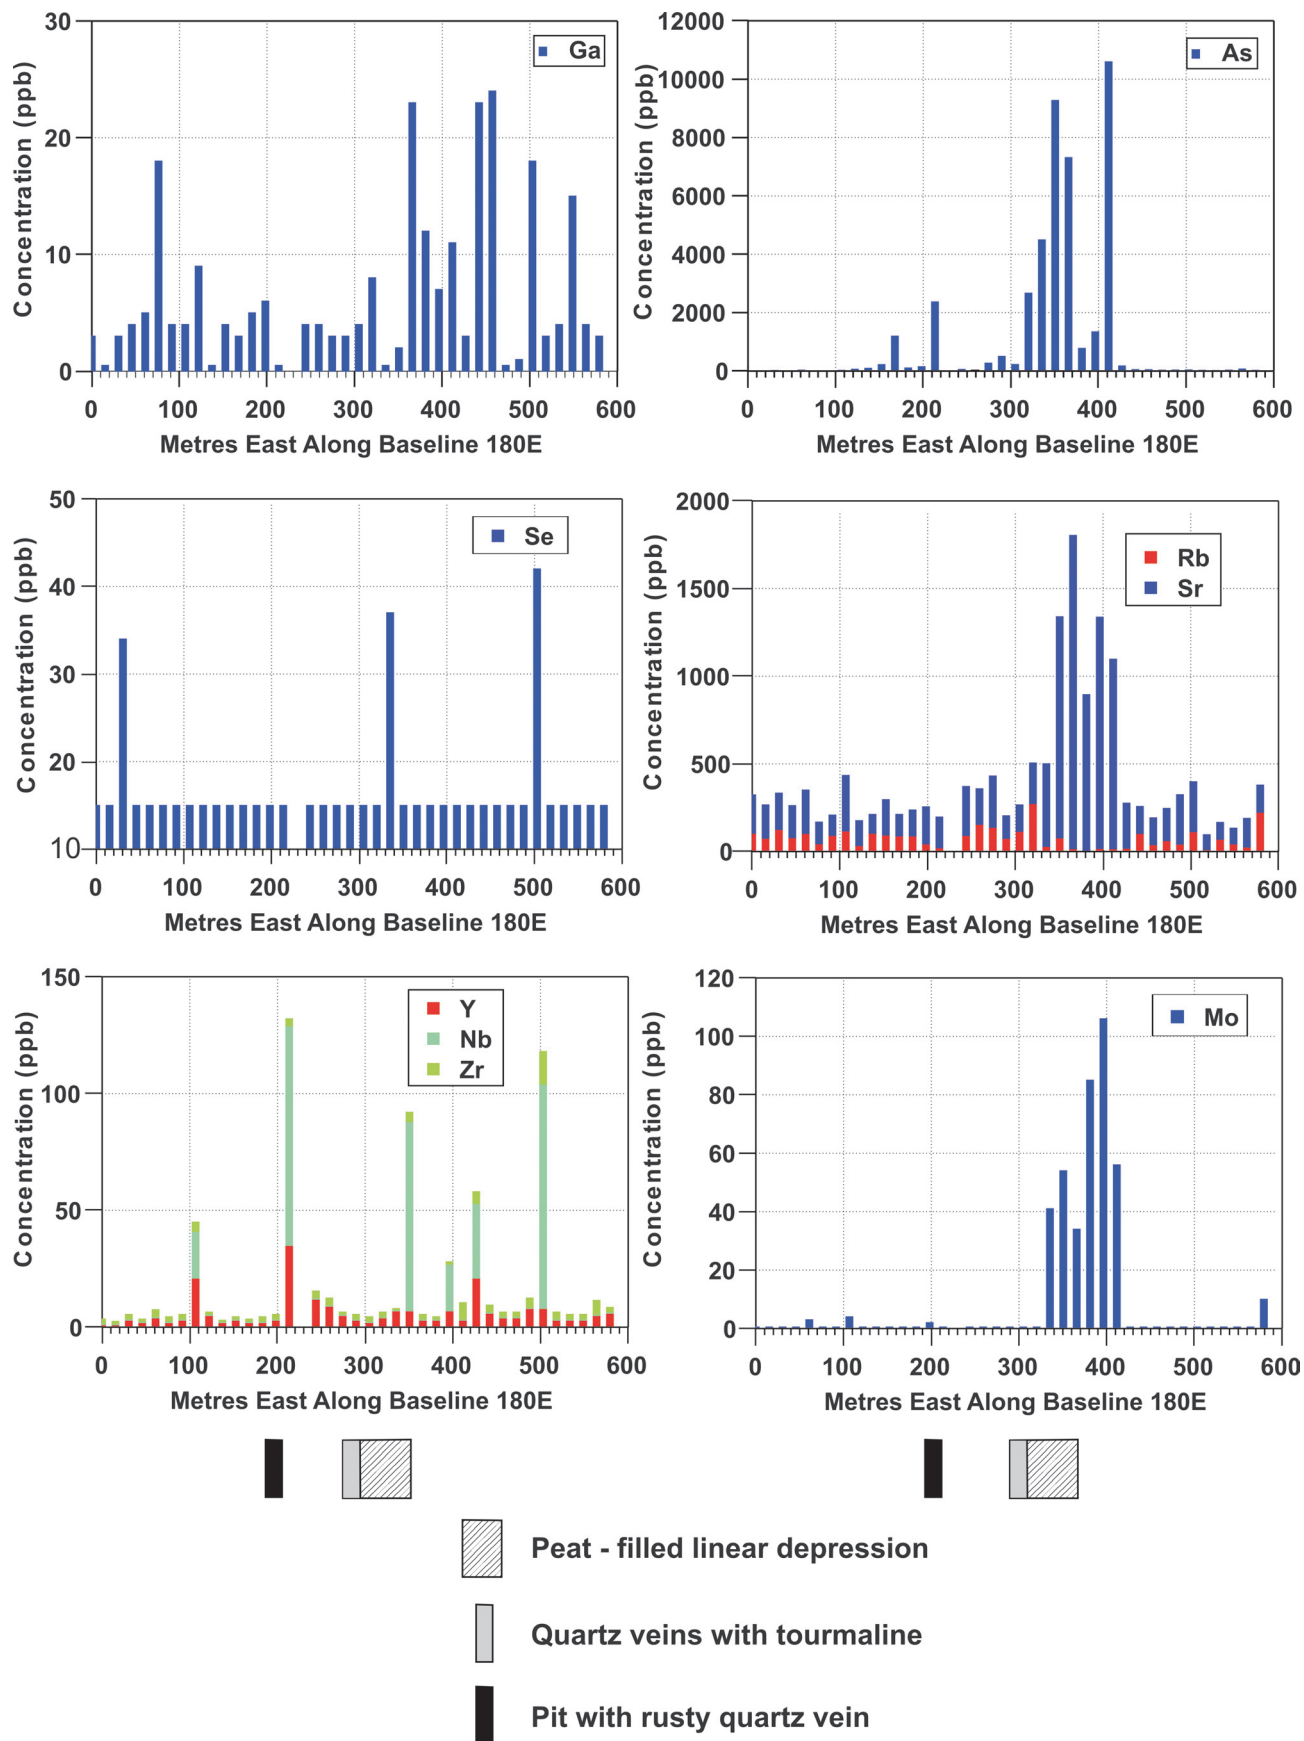 30
20
10
0
Concentration (ppb)
Ga
0 100 200 300 400 500 600
Metres East Along Baseline 180E
12000
10000
8000
6000
4000
2000
0
Concentration (ppb)
As
0 100 200 300 400 500 600
Metres East Along Baseline 180E
50
40
30
20
10
Concentration (ppb)
Se
0 100 200 300 400 500 600
Metres East Along Baseline 180E
2000
1500
1000
500
0
Concentration (ppb)
Rb
Sr
0 100 200 300 400 500 600
Metres East Along Baseline 180E
150
100
50
0
Concentration (ppb)
Y
Nb
Zr
0 100 200 300 400 500 600
Metres East Along Baseline 180E
120
100
80
60
40
20
0
Concentration (ppb)
Mo
0 100 200 300 400 500 600
Metres East Along Baseline 180E
Peat - filled linear depression
Quartz veins with tourmaline
Pit with rusty quartz vein